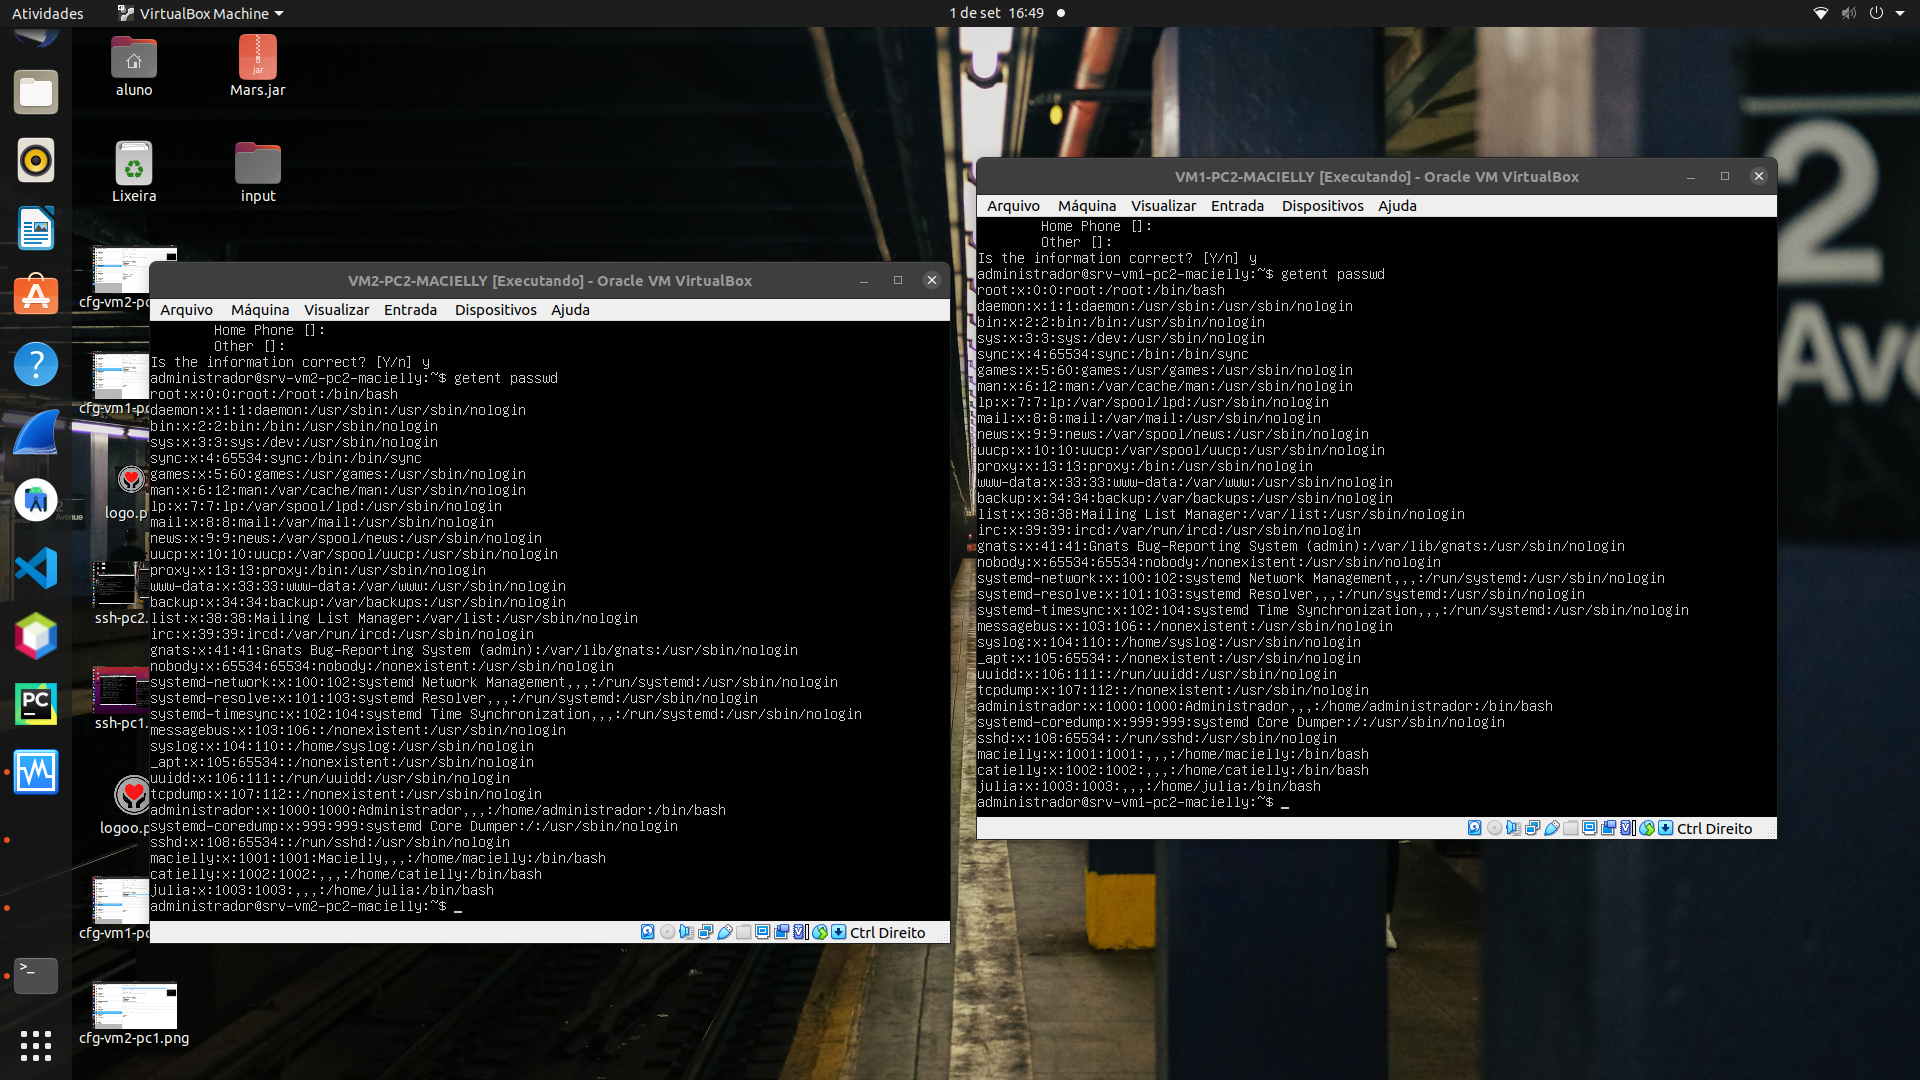 Atividades
VirtualBox Machine
1 de set 16:49
aluno
Mars.jar
jar
Lixeira
input
cfg-vm2-pc
cfg-vm1-pc
logo.p
ssh-pc2.
ssh-pc1.
logoo.p
cfg-vm1-pc
cfg-vm2-pc1.png
VM2-PC2-MACIELLY [Executando] - Oracle VM VirtualBox
Arquivo Máquina Visualizar Entrada Dispositivos Ajuda
Home Phone []:
Other []:
Is the information correct? [Y/n] y
administrador@srv-vm2-pc2-macielly:~$ getent passwd
root:x:0:0:root:/root:/bin/bash
daemon:x:1:1:daemon:/usr/sbin:/usr/sbin/nologin
bin:x:2:2:bin:/bin:/usr/sbin/nologin
sys:x:3:3:sys:/dev:/usr/sbin/nologin
sync:x:4:65534:sync:/bin:/bin/sync
games:x:5:60:games:/usr/games:/usr/sbin/nologin
man:x:6:12:man:/var/cache/man:/usr/sbin/nologin
lp:x:7:7:lp:/var/spool/lpd:/usr/sbin/nologin
mail:x:8:8:mail:/var/mail:/usr/sbin/nologin
news:x:9:9:news:/var/spool/news:/usr/sbin/nologin
uucp:x:10:10:uucp:/var/spool/uucp:/usr/sbin/nologin
proxy:x:13:13:proxy:/bin:/usr/sbin/nologin
www-data:x:33:33:www-data:/var/www:/usr/sbin/nologin
backup:x:34:34:backup:/var/backups:/usr/sbin/nologin
list:x:38:38:Mailing List Manager:/var/list:/usr/sbin/nologin
irc:x:39:39:ircd:/var/run/ircd:/usr/sbin/nologin
gnats:x:41:41:Gnats Bug-Reporting System (admin):/var/lib/gnats:/usr/sbin/nologin
nobody:x:65534:65534:nobody:/nonexistent:/usr/sbin/nologin
systemd-network:x:100:102:systemd Network Management,,,:/run/systemd:/usr/sbin/nologin
systemd-resolve:x:101:103:systemd Resolver,,,:/run/systemd:/usr/sbin/nologin
systemd-timesync:x:102:104:systemd Time Synchronization,,,:/run/systemd:/usr/sbin/nologin
messagebus:x:103:106::/nonexistent:/usr/sbin/nologin
syslog:x:104:110::/home/syslog:/usr/sbin/nologin
_apt:x:105:65534::/nonexistent:/usr/sbin/nologin
uuidd:x:106:111::/run/uuidd:/usr/sbin/nologin
tcpdump:x:107:112::/nonexistent:/usr/sbin/nologin
administrador:x:1000:1000:Administrador,,,:/home/administrador:/bin/bash
systemd-coredump:x:999:999:systemd Core Dumper:/:/usr/sbin/nologin
sshd:x:108:65534::/run/sshd:/usr/sbin/nologin
macielly:x:1001:1001:Macielly,,,:/home/macielly:/bin/bash
catielly:x:1002:1002:,,,:/home/catielly:/bin/bash
julia:x:1003:1003:,,,:/home/julia:/bin/bash
administrador@srv-vm2-pc2-macielly:~$ _
Ctrl Direito
VM1-PC2-MACIELLY [Executando] - Oracle VM VirtualBox
Arquivo Máquina Visualizar Entrada Dispositivos Ajuda
Home Phone []:
Other []:
Is the information correct? [Y/n] y
administrador@srv-vm1-pc2-macielly:~$ getent passwd
root:x:0:0:root:/root:/bin/bash
daemon:x:1:1:daemon:/usr/sbin:/usr/sbin/nologin
bin:x:2:2:bin:/bin:/usr/sbin/nologin
sys:x:3:3:sys:/dev:/usr/sbin/nologin
sync:x:4:65534:sync:/bin:/bin/sync
games:x:5:60:games:/usr/games:/usr/sbin/nologin
man:x:6:12:man:/var/cache/man:/usr/sbin/nologin
lp:x:7:7:lp:/var/spool/lpd:/usr/sbin/nologin
mail:x:8:8:mail:/var/mail:/usr/sbin/nologin
news:x:9:9:news:/var/spool/news:/usr/sbin/nologin
uucp:x:10:10:uucp:/var/spool/uucp:/usr/sbin/nologin
proxy:x:13:13:proxy:/bin:/usr/sbin/nologin
www-data:x:33:33:www-data:/var/www:/usr/sbin/nologin
backup:x:34:34:backup:/var/backups:/usr/sbin/nologin
list:x:38:38:Mailing List Manager:/var/list:/usr/sbin/nologin
irc:x:39:39:ircd:/var/run/ircd:/usr/sbin/nologin
gnats:x:41:41:Gnats Bug-Reporting System (admin):/var/lib/gnats:/usr/sbin/nologin
nobody:x:65534:65534:nobody:/nonexistent:/usr/sbin/nologin
systemd-network:x:100:102:systemd Network Management,,,:/run/systemd:/usr/sbin/nologin
systemd-resolve:x:101:103:systemd Resolver,,,:/run/systemd:/usr/sbin/nologin
systemd-timesync:x:102:104:systemd Time Synchronization,,,:/run/systemd:/usr/sbin/nologin
messagebus:x:103:106::/nonexistent:/usr/sbin/nologin
syslog:x:104:110::/home/syslog:/usr/sbin/nologin
_apt:x:105:65534::/nonexistent:/usr/sbin/nologin
uuidd:x:106:111::/run/uuidd:/usr/sbin/nologin
tcpdump:x:107:112::/nonexistent:/usr/sbin/nologin
administrador:x:1000:1000:Administrador,,,:/home/administrador:/bin/bash
systemd-coredump:x:999:999:systemd Core Dumper:/:/usr/sbin/nologin
sshd:x:108:65534::/run/sshd:/usr/sbin/nologin
macielly:x:1001:1001:,,,:/home/macielly:/bin/bash
catielly:x:1002:1002:,,,:/home/catielly:/bin/bash
julia:x:1003:1003:,,,:/home/julia:/bin/bash
administrador@srv-vm1-pc2-macielly:~$ _
Ctrl Direito
2
Ave
PC